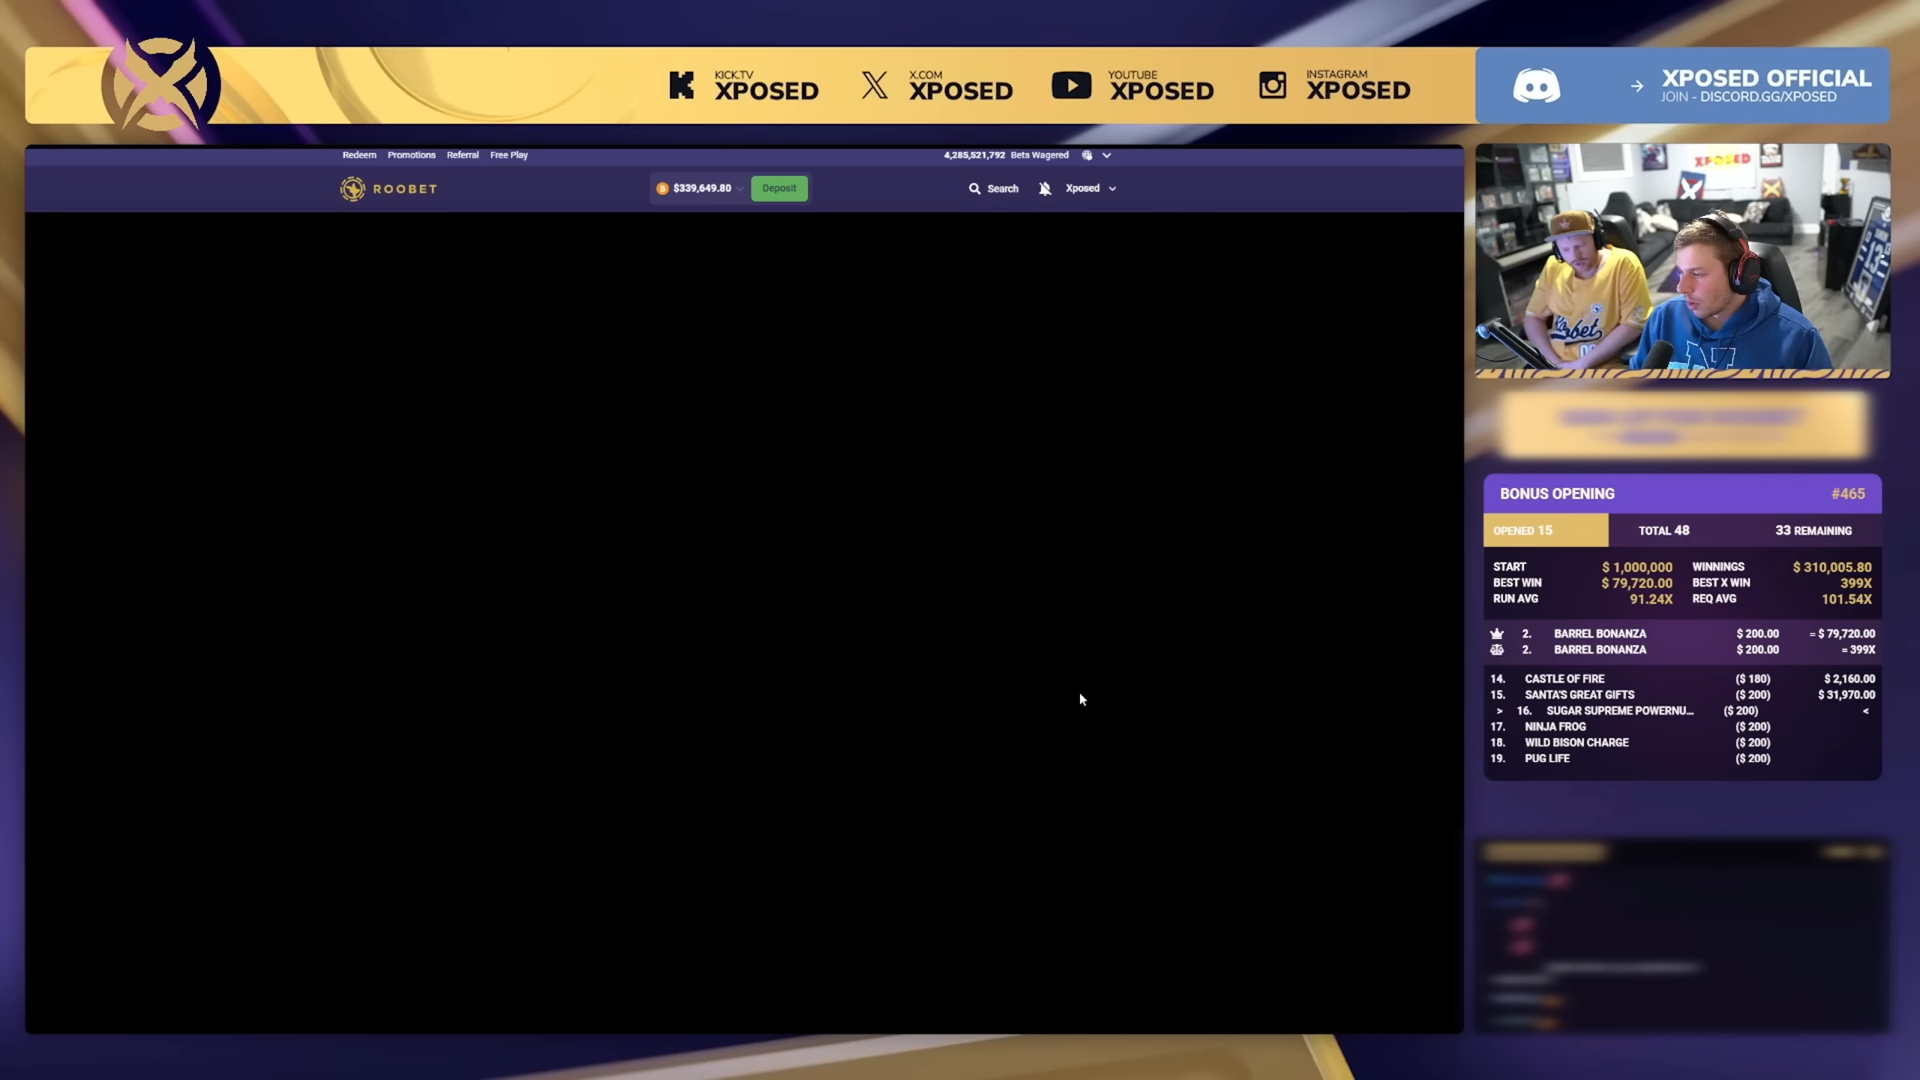 KICK.TV
XPOSED
X.COM
XPOSED
YOUTUBE
XPOSED
INSTAGRAM
XPOSED
XPOSED OFFICIAL
JOIN - DISCORD.GG/XPOSED
Redeem Promotions Referral Free Play
4,285,521,792 Bets Wagered
ROOBET
$339,649.80
Deposit
Search
Xposed
XPOSED
Roobet
BONUS OPENING #465
OPENED 15 TOTAL 48 33 REMAINING
START $ 1,000,000 WINNINGS $ 310,005.80
BEST WIN $ 79,720.00 BEST X WIN 399X
RUN AVG 91.24X REQ AVG 101.54X
2. BARREL BONANZA $ 200.00 = $ 79,720.00
2. BARREL BONANZA $ 200.00 = 399X
14. CASTLE OF FIRE ($ 180) $ 2,160.00
15. SANTA'S GREAT GIFTS ($ 200) $ 31,970.00
> 16. SUGAR SUPREME POWERNU... ($ 200) <
17. NINJA FROG ($ 200)
18. WILD BISON CHARGE ($ 200)
19. PUG LIFE ($ 200)